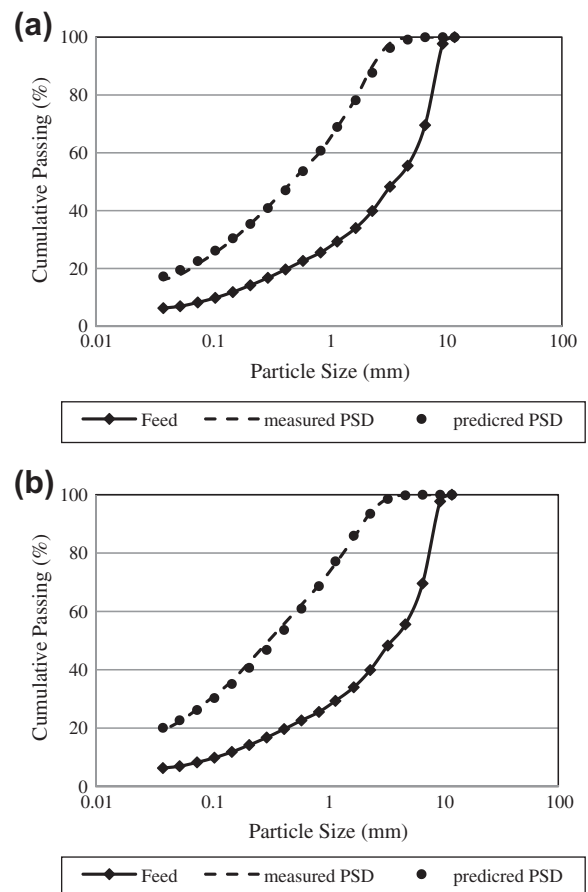 (a)
100
80
60
40
20
0
Cumulative Passing (%)
0.01 0.1 1 10 100
Particle Size (mm)
Feed measured PSD predicred PSD
(b)
100
80
60
40
20
0
Cumulative Passing (%)
0.01 0.1 1 10 100
Particle Size (mm)
Feed measured PSD predicred PSD